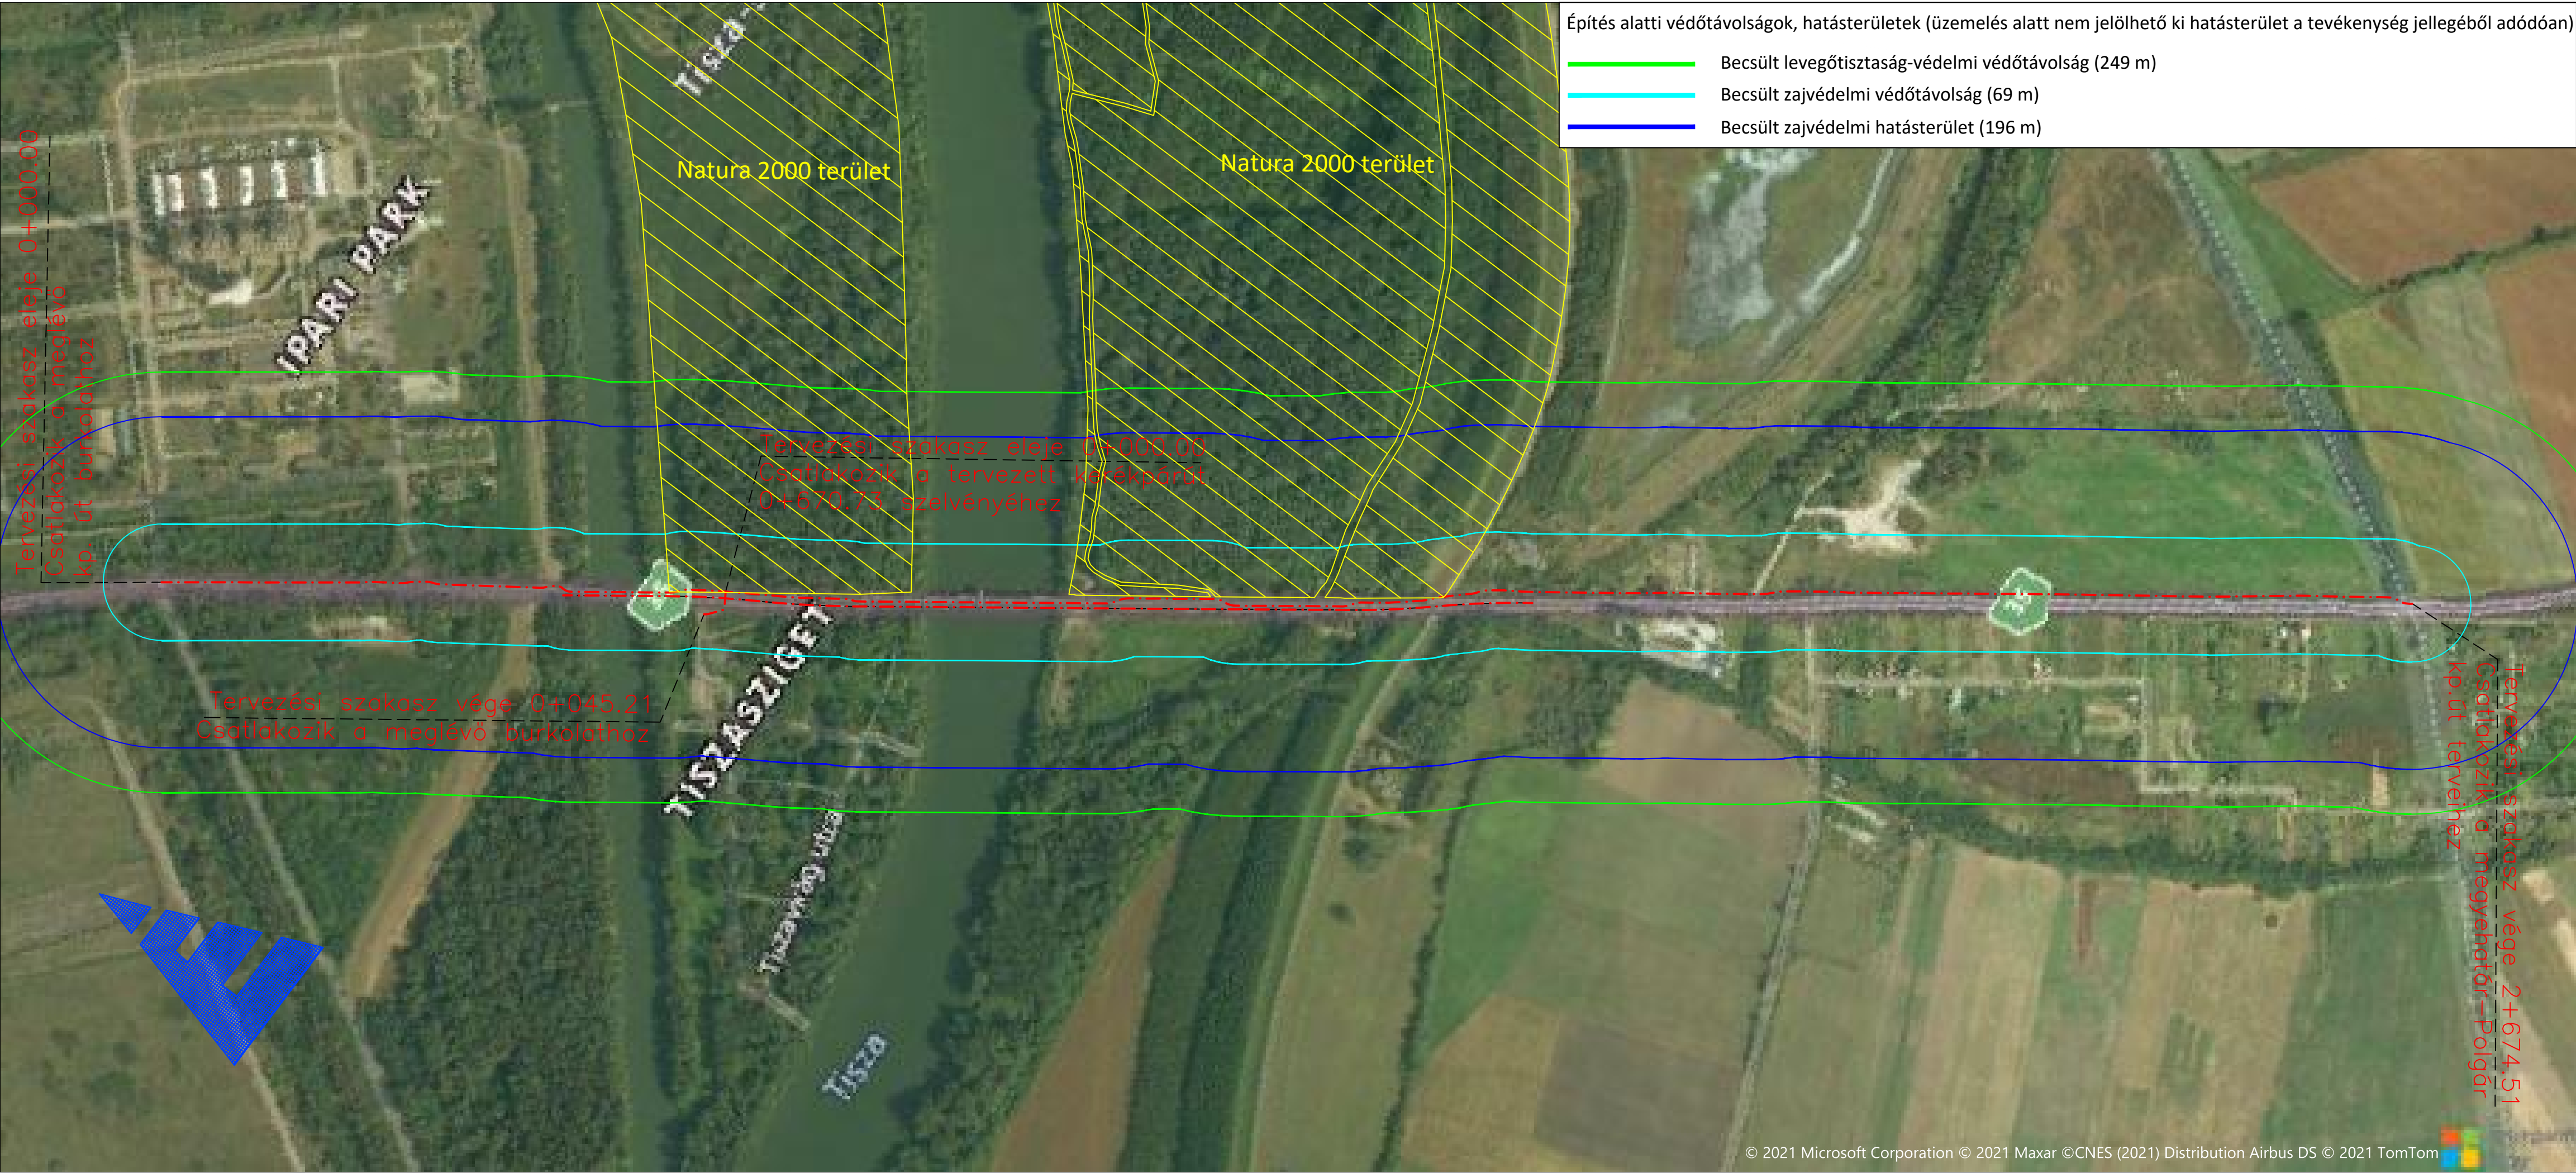 Építés alatti védőtávolságok, hatásterületek (üzemelés alatt nem jelölhető ki hatásterület a tevékenység jellegéből adódóan)
Becsült levegőtisztaság-védelmi védőtávolság (249 m)
Becsült zajvédelmi védőtávolság (69 m)
Becsült zajvédelmi hatásterület (196 m)
Tisza-
Natura 2000 terület
Natura 2000 terület
IPARI PARK
Tervezési szakasz eleje 0+000.00
Csatlakozik a meglévő
kp. út burkolathoz
Tervezési szakasz eleje 0+000.00
Csatlakozik a tervezett kerékpárút
0+670.73 szelvényéhez
35
Tervezési szakasz vége 0+045.21
Csatlakozik a meglévő burkolathoz
TISZASZIGET
Tiszavirág utca
Tisza
Tervezési szakasz vége 2+674.51
Csatlakozik a megyehatár-Polgár
kp.út terveihez
© 2021 Microsoft Corporation © 2021 Maxar ©CNES (2021) Distribution Airbus DS © 2021 TomTom